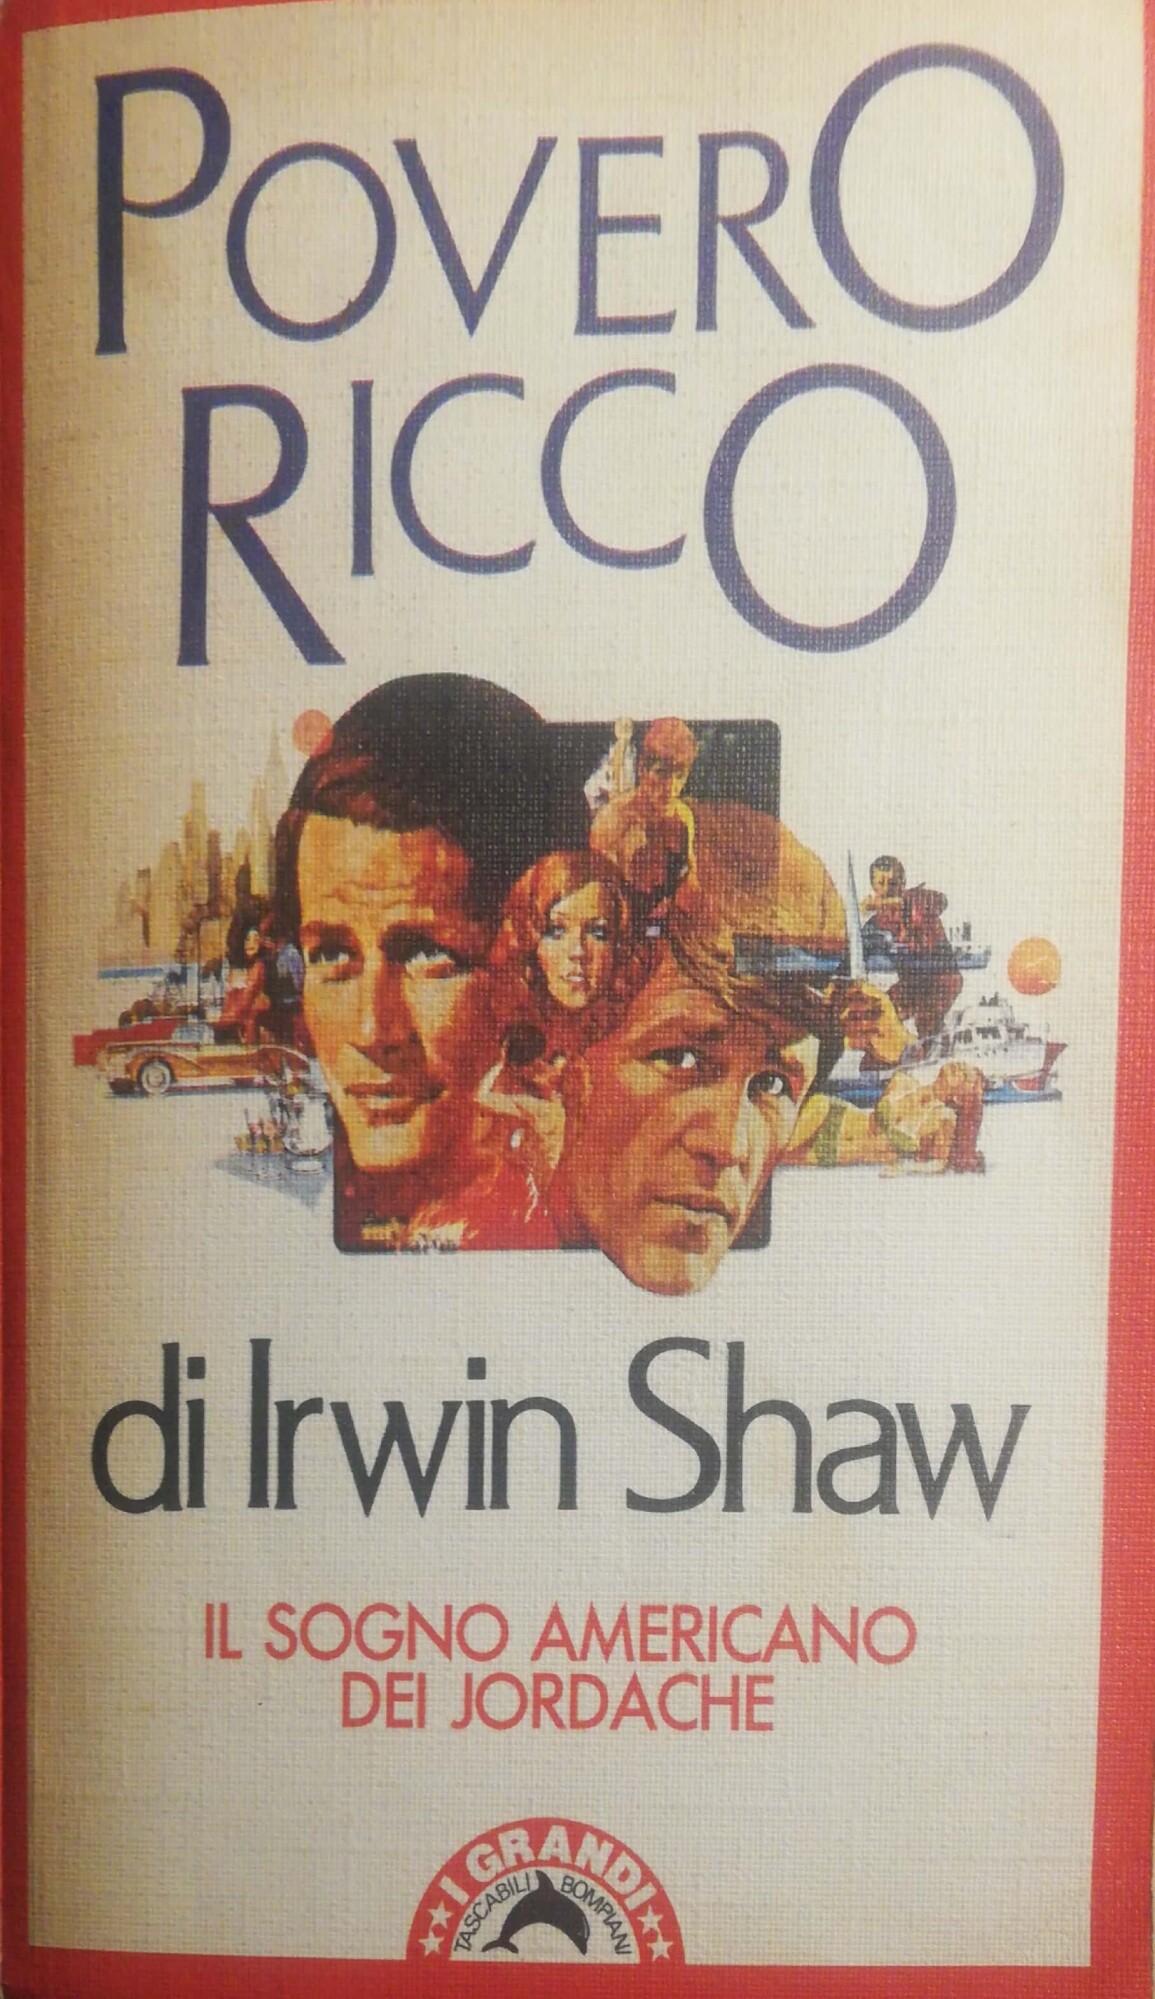 POVERO
RICCO
di Irwin Shaw
IL SOGNO AMERICANO
DEI JORDACHE
I GRANDI
TASCABILI BOMPIANI